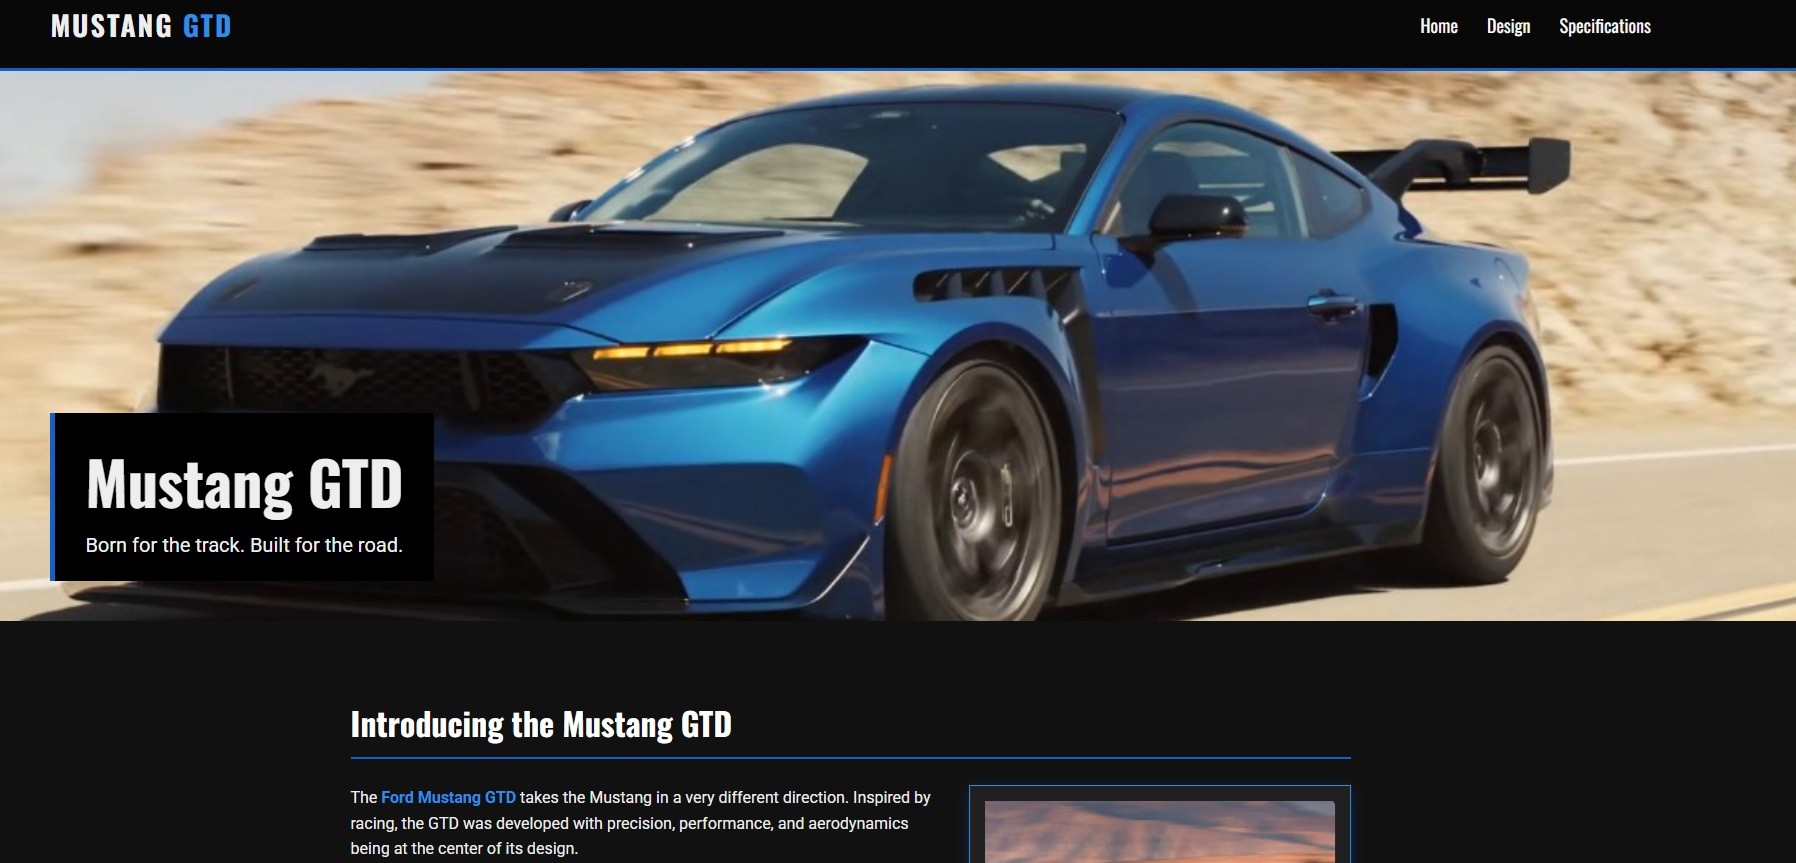 MUSTANG GTD
Home Design Specifications
Mustang GTD
Born for the track. Built for the road.
Introducing the Mustang GTD
The Ford Mustang GTD takes the Mustang in a very different direction. Inspired by
racing, the GTD was developed with precision, performance, and aerodynamics
being at the center of its design.